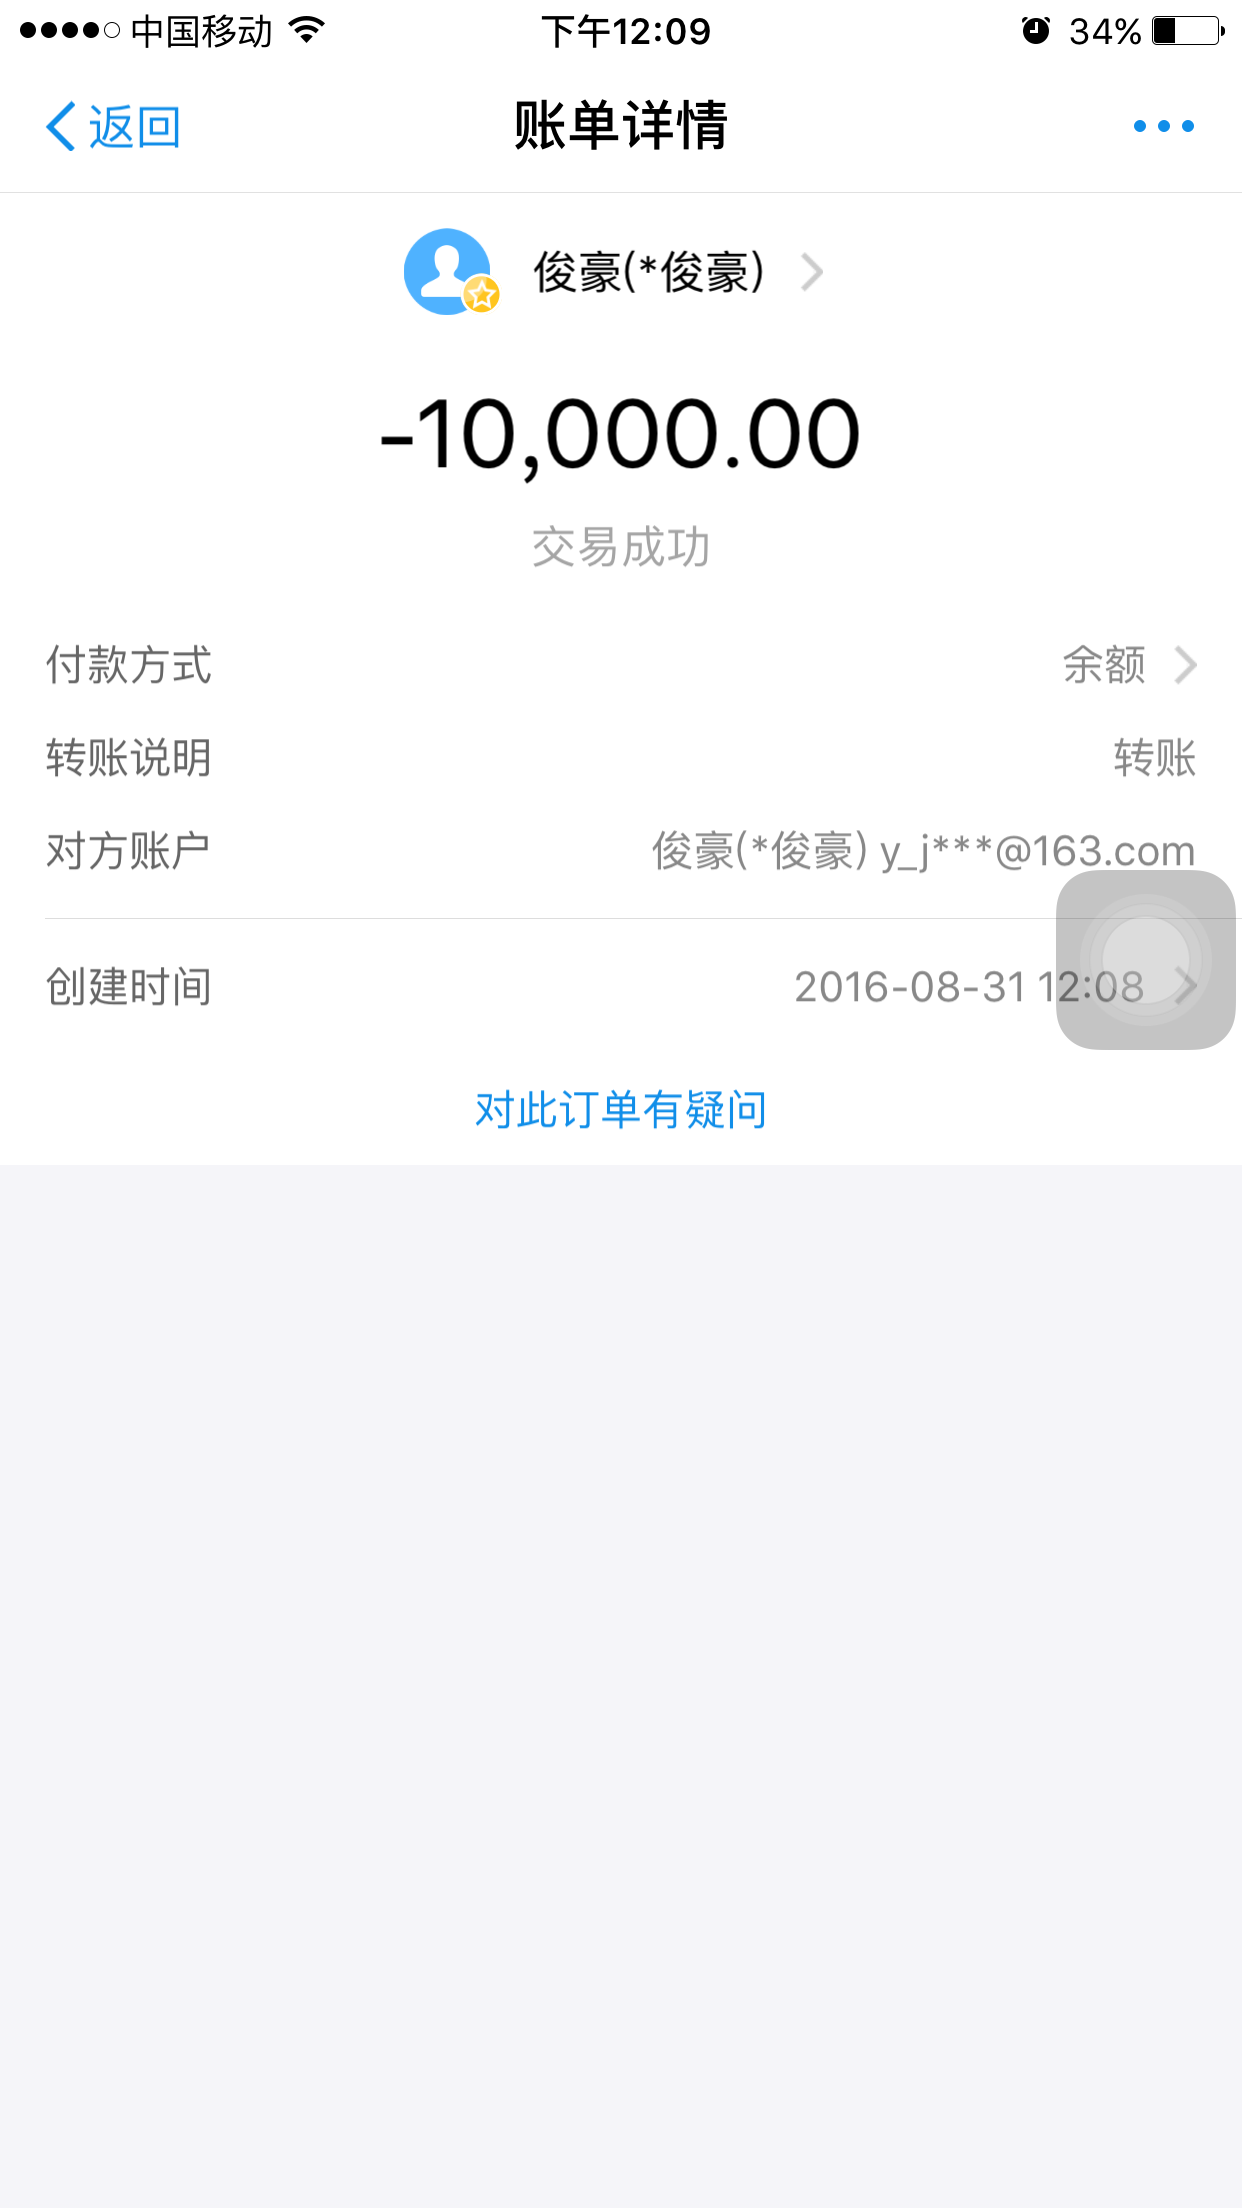 中国移动 下午12:09 34%
返回 账单详情
俊豪(*俊豪)
-10,000.00
交易成功
付款方式 余额
转账说明 转账
对方账户 俊豪(*俊豪) y_j***@163.com
创建时间 2016-08-31 12:08
对此订单有疑问